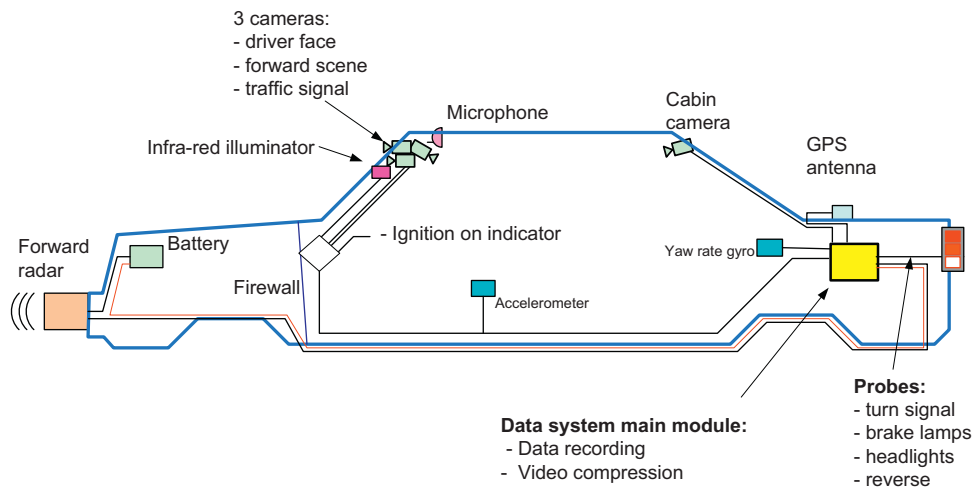 3 cameras:
- driver face
- forward scene
- traffic signal
Microphone
Cabin
camera
Infra-red illuminator
GPS
antenna
Forward
radar
Battery
- Ignition on indicator
Yaw rate gyro
Firewall
Accelerometer
Data system main module:
- Data recording
- Video compression
Probes:
- turn signal
- brake lamps
- headlights
- reverse